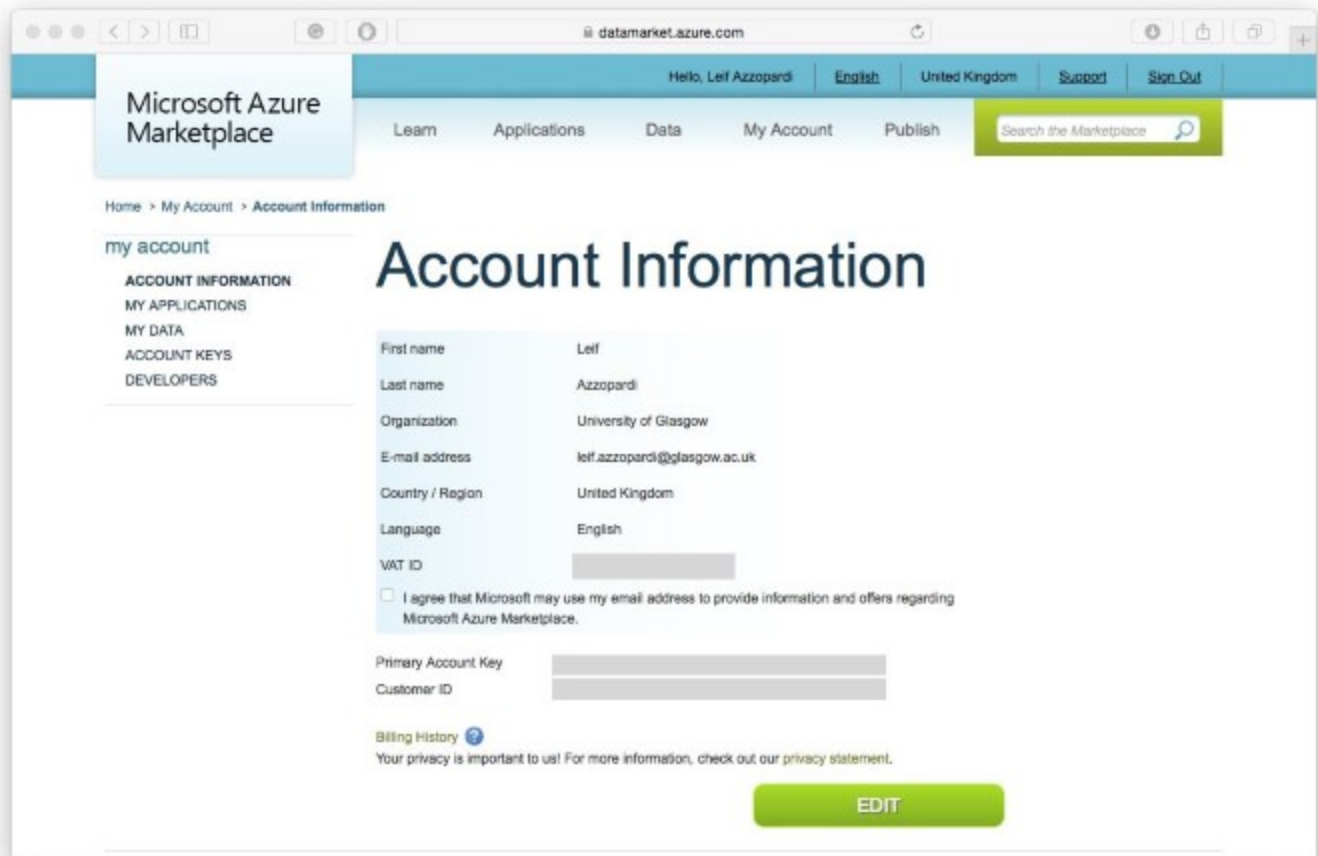 datamarket.azure.com
Hello, Leif Azzopardi English United Kingdom Support Sign Out
Microsoft Azure
Marketplace
Learn Applications Data My Account Publish Search the Marketplace
Home > My Account > Account Information
my account
ACCOUNT INFORMATION
MY APPLICATIONS
MY DATA
ACCOUNT KEYS
DEVELOPERS
Account Information
First name Leif
Last name Azzopardi
Organization University of Glasgow
E-mail address leif.azzopardi@glasgow.ac.uk
Country / Region United Kingdom
Language English
VAT ID
I agree that Microsoft may use my email address to provide information and offers regarding
Microsoft Azure Marketplace.
Primary Account Key
Customer ID
Billing History ?
Your privacy is important to us! For more information, check out our privacy statement.
EDIT